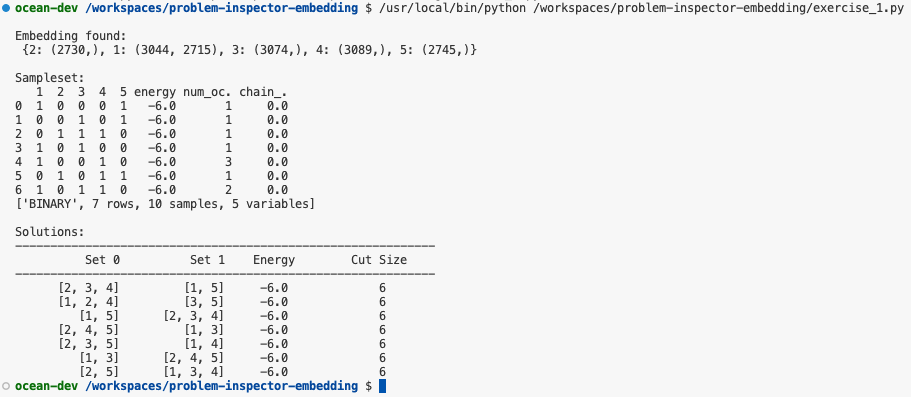 ocean-dev /workspaces/problem-inspector-embedding $ /usr/local/bin/python /workspaces/problem-inspector-embedding/exercise_1.py
Embedding found:
{2: (2730,), 1: (3044, 2715), 3: (3074,), 4: (3089,), 5: (2745,)}
Sampleset:
1 2 3 4 5 energy num_oc. chain_.
0 1 0 0 0 1 -6.0 1 0.0
1 0 0 1 0 1 -6.0 1 0.0
2 0 1 1 1 0 -6.0 1 0.0
3 1 0 1 0 0 -6.0 1 0.0
4 1 0 0 1 0 -6.0 3 0.0
5 0 1 0 1 1 -6.0 1 0.0
6 1 0 1 1 0 -6.0 2 0.0
['BINARY', 7 rows, 10 samples, 5 variables]
Solutions:
------------------------------------------------------------
Set 0 Set 1 Energy Cut Size
------------------------------------------------------------
[2, 3, 4] [1, 5] -6.0 6
[1, 2, 4] [3, 5] -6.0 6
[1, 5] [2, 3, 4] -6.0 6
[2, 4, 5] [1, 3] -6.0 6
[2, 3, 5] [1, 4] -6.0 6
[1, 3] [2, 4, 5] -6.0 6
[2, 5] [1, 3, 4] -6.0 6
ocean-dev /workspaces/problem-inspector-embedding $